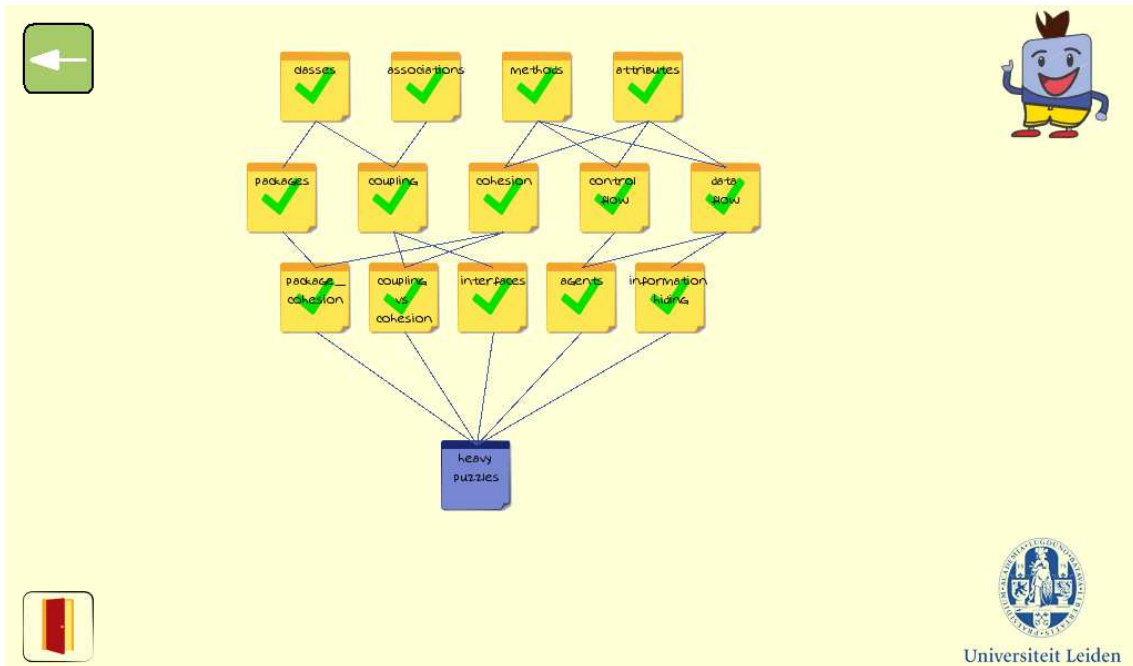 classes
associations
methods
attributes
packages
coupling
cohesion
control
flow
data
flow
package_
cohesion
coupling
vs
cohesion
interfaces
agents
information
hiding
heavy
puzzles
Universiteit Leiden